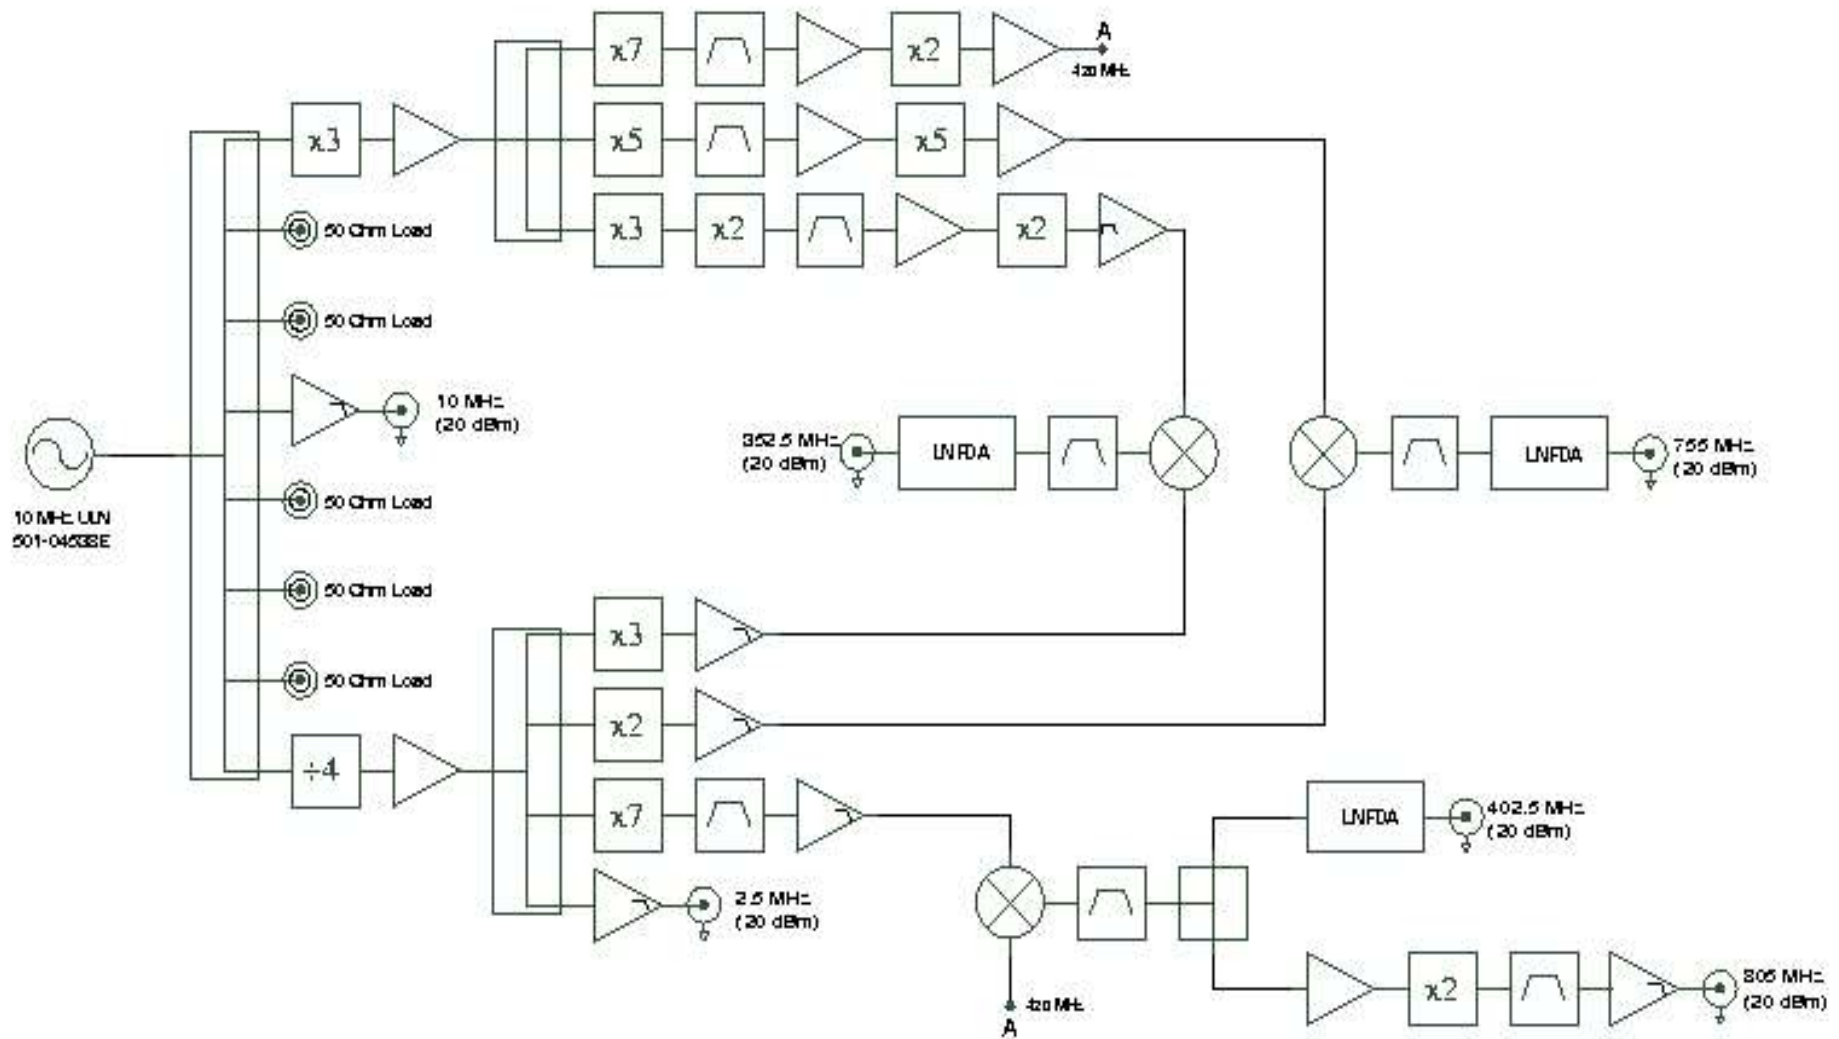 x7
x2
A
420 MHz
x3
x5
x5
50 Ohm Load
x3
x2
x2
50 Ohm Load
10 MHz
(20 dBm)
352.5 MHz
(20 dBm)
LNFDA
LNFDA
755 MHz
(20 dBm)
50 Ohm Load
10 MHz ULN
50 Ohm Load
x3
50 Ohm Load
x2
÷4
x7
LNFDA
402.5 MHz
(20 dBm)
2.5 MHz
(20 dBm)
x2
805 MHz
(20 dBm)
420 MHz
A